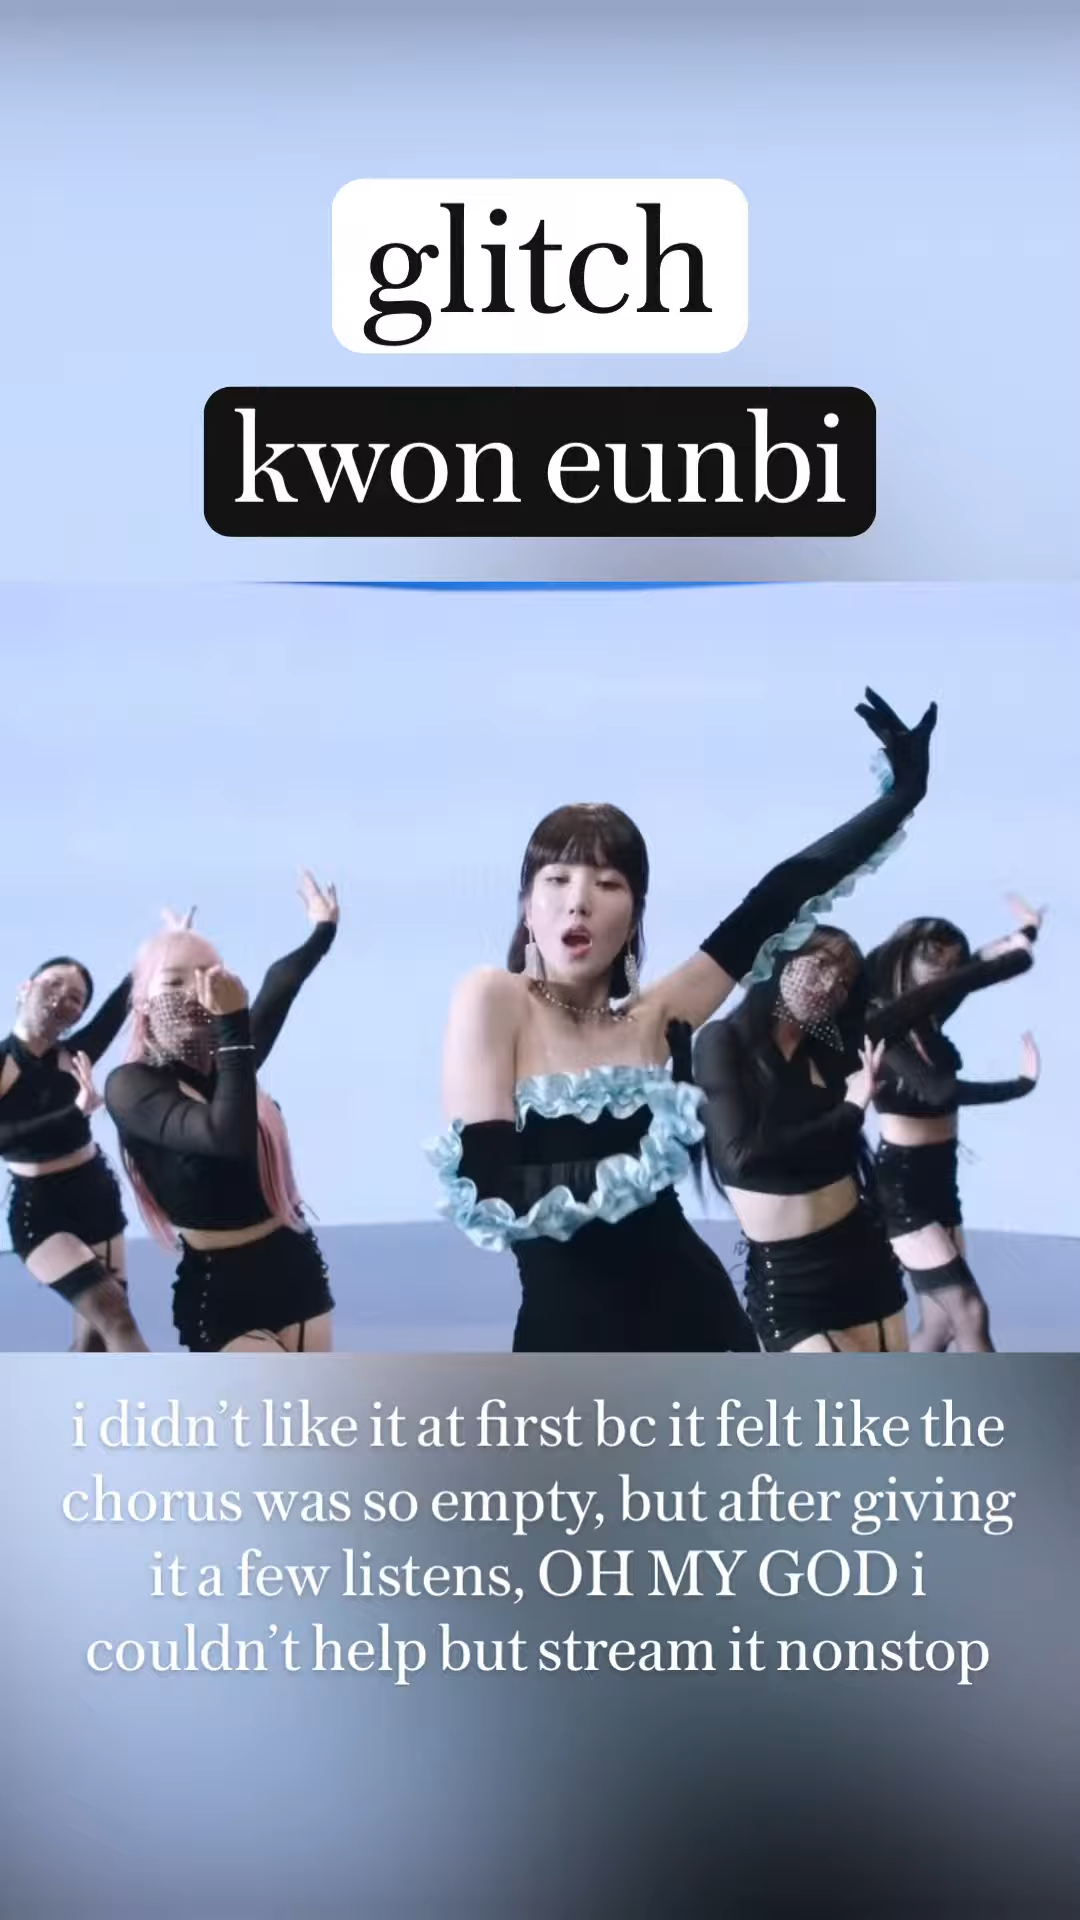 glitch
kwon eunbi
i didn’t like it at first bc it felt like the
chorus was so empty, but after giving
it a few listens, OH MY GOD i
couldn’t help but stream it nonstop